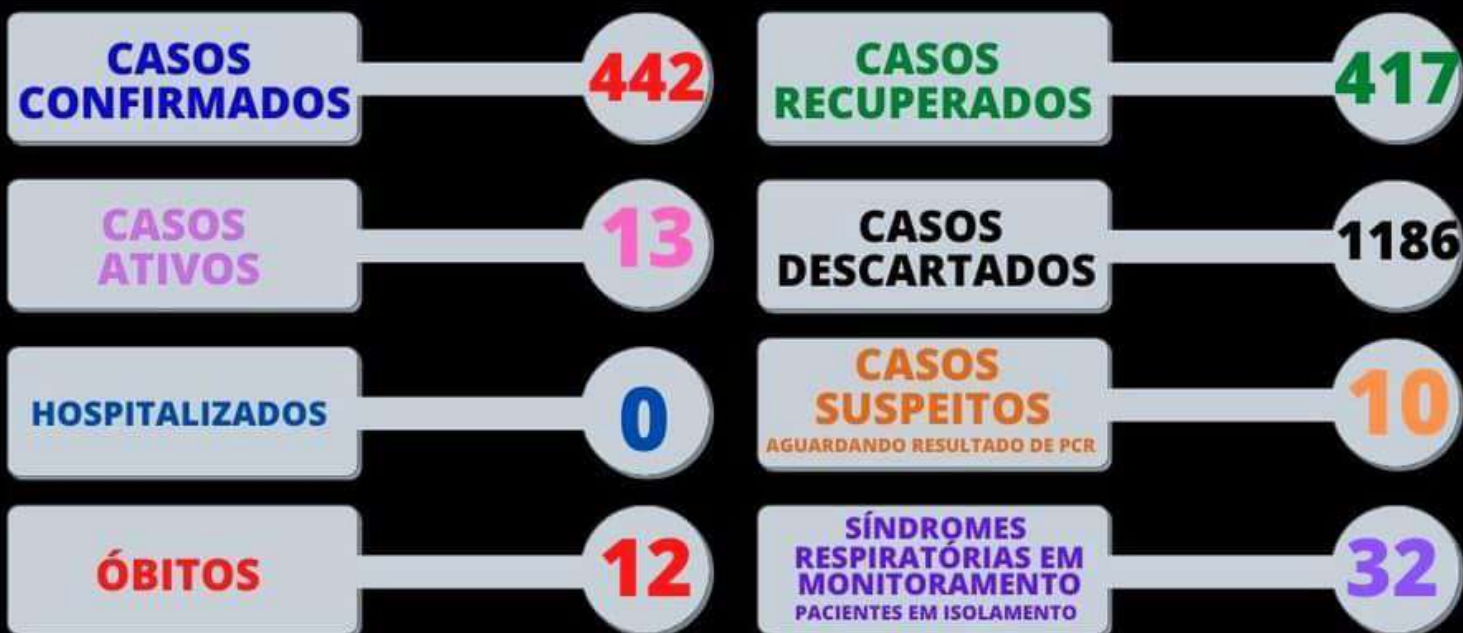 CASOS
CONFIRMADOS
442
CASOS
RECUPERADOS
417
CASOS
ATIVOS
13
CASOS
DESCARTADOS
1186
HOSPITALIZADOS
0
CASOS
SUSPEITOS
AGUARDANDO RESULTADO DE PCR
10
ÓBITOS
12
SÍNDROMES
RESPIRATÓRIAS EM
MONITORAMENTO
PACIENTES EM ISOLAMENTO
32